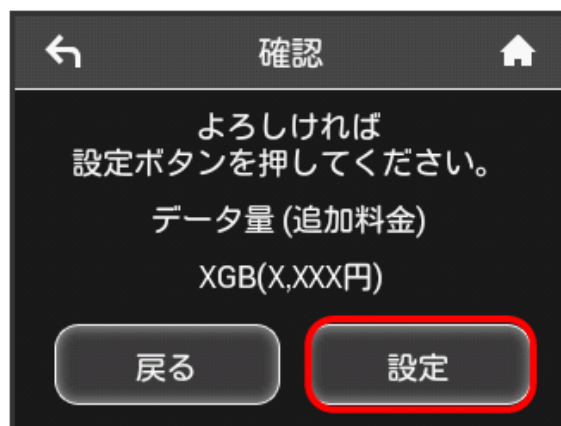 確認
よろしければ
設定ボタンを押してください。
データ量 (追加料金)
XGB(X,XXX円)
戻る
設定